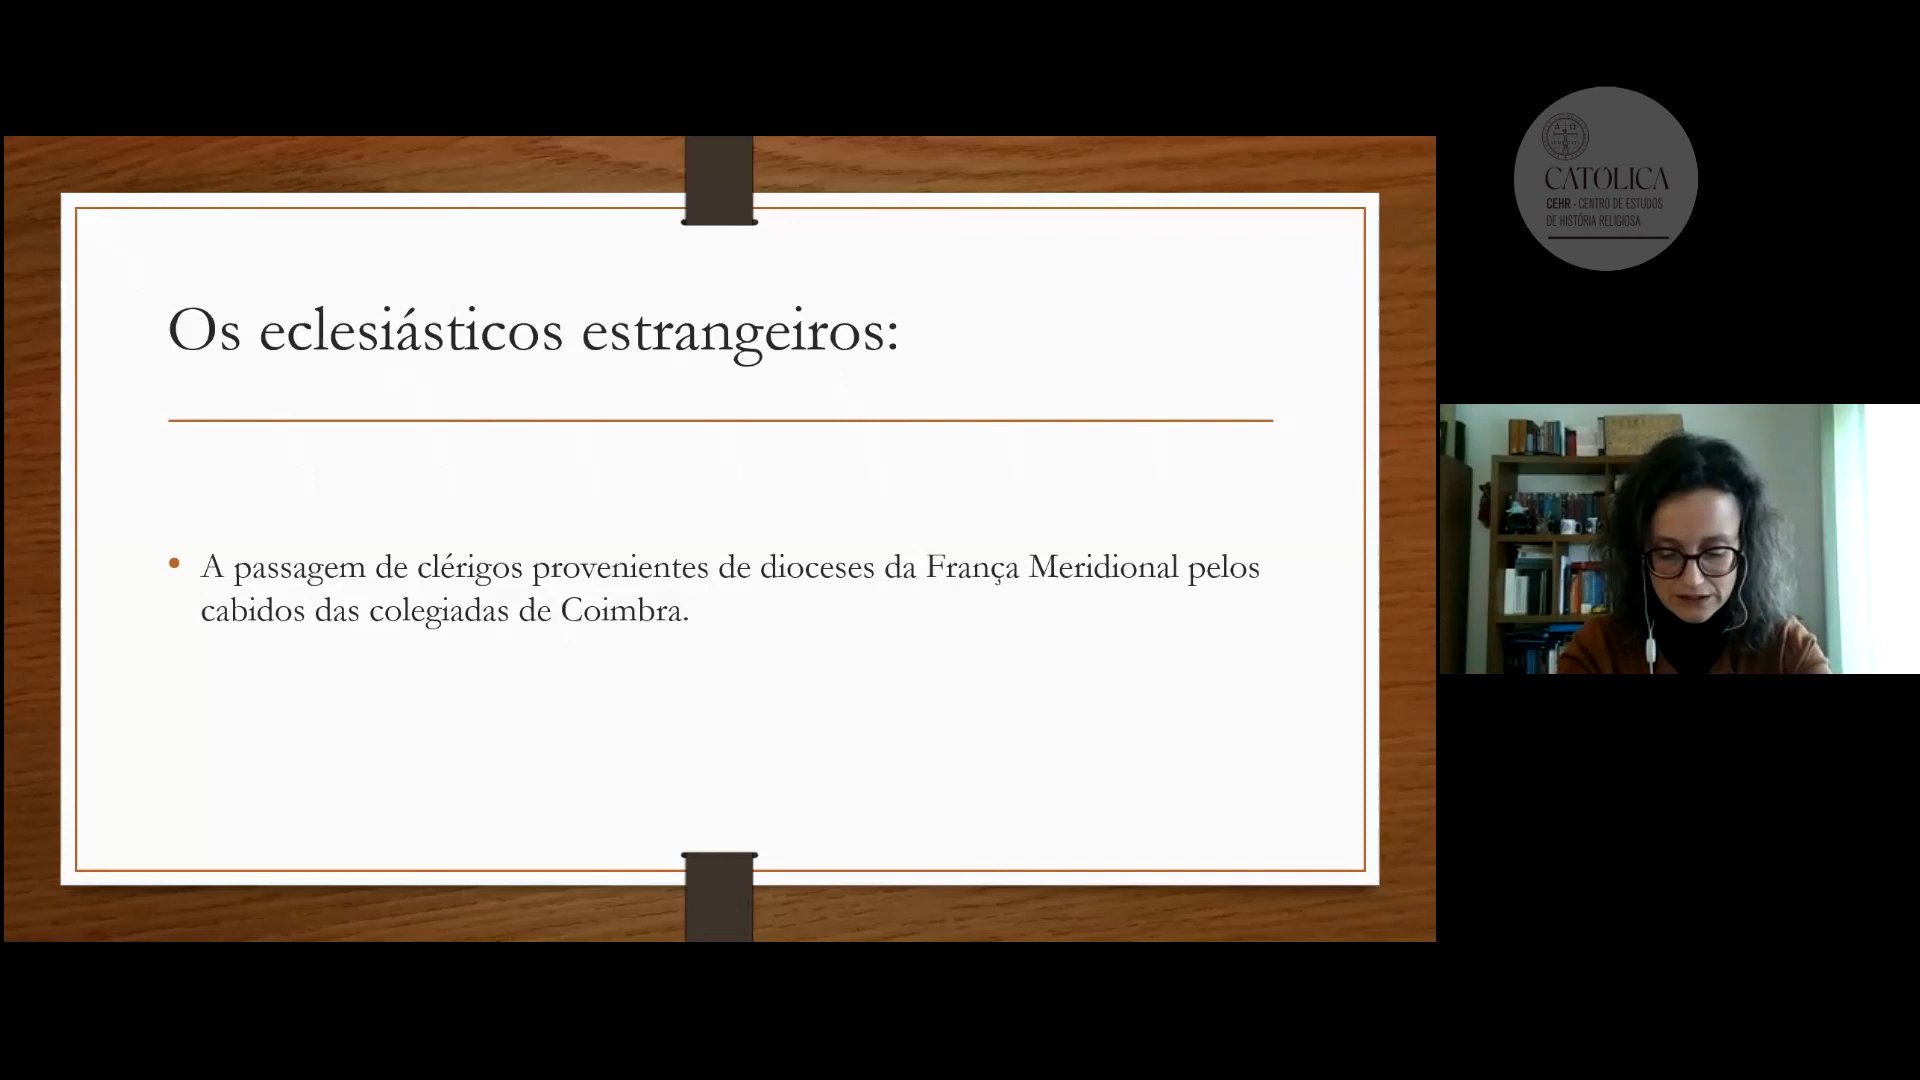 Os eclesiásticos estrangeiros:
• A passagem de clérigos provenientes de dioceses da França Meridional pelos
cabidos das colegiadas de Coimbra.
CATÓLICA
CEHR - CENTRO DE ESTUDOS
DE HISTÓRIA RELIGIOSA